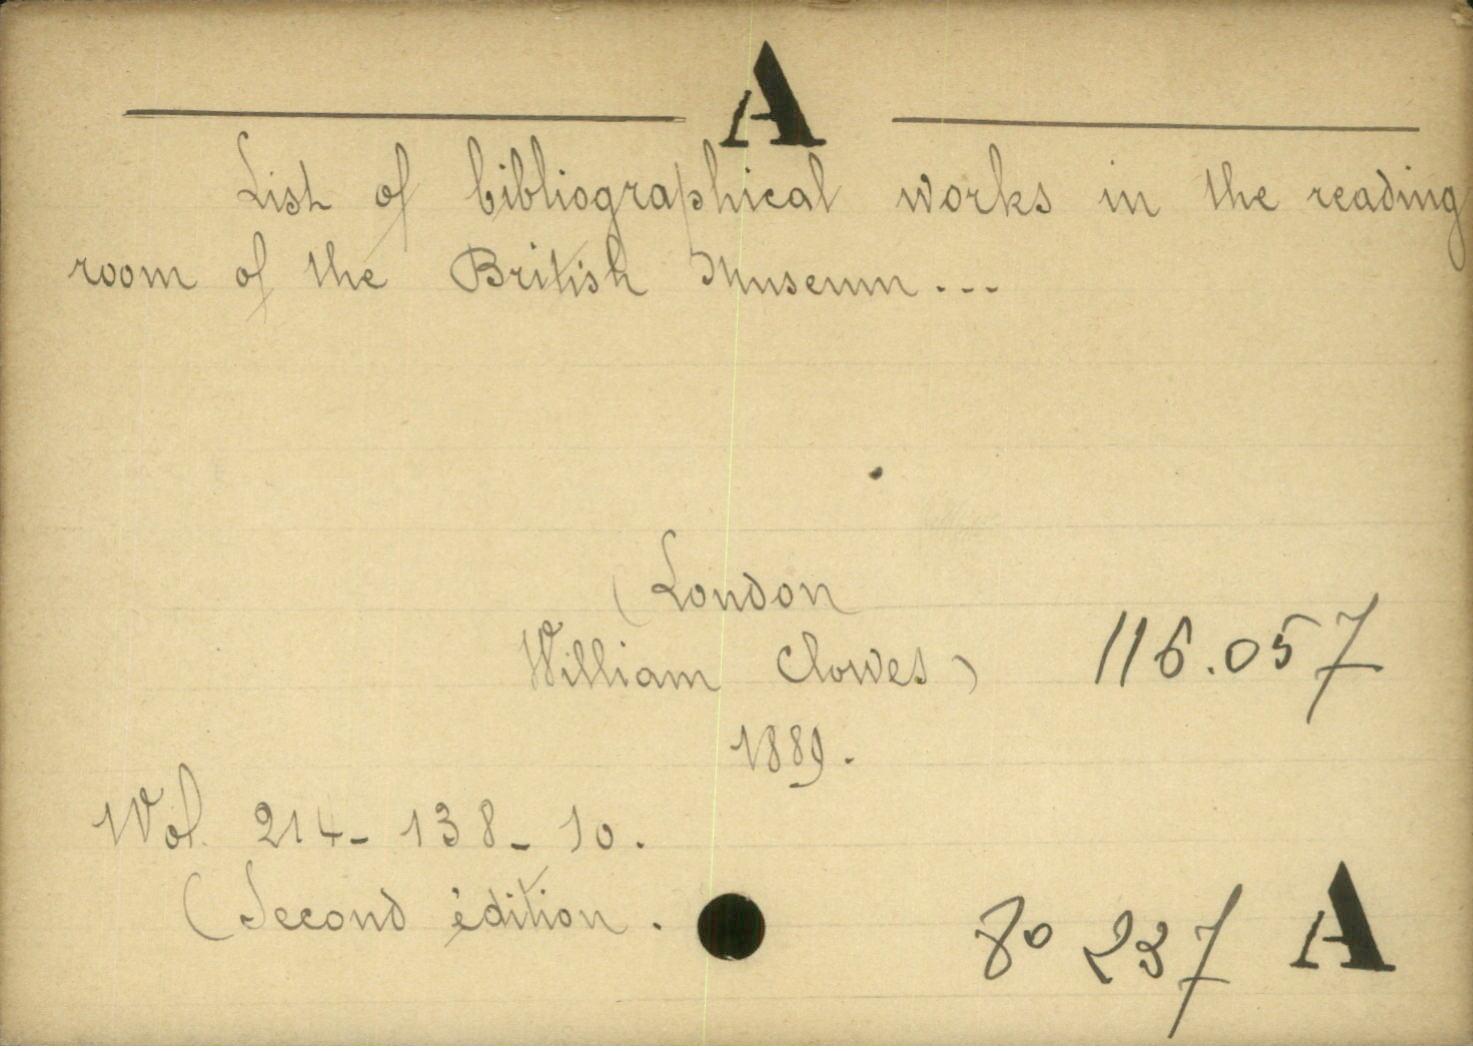 A
List of bibliographical works in the reading
room of the British Museum...
(London
William Clowes)
116.057
1889.
Vol. 214-138-10.
(Second édition.
8° 237 A